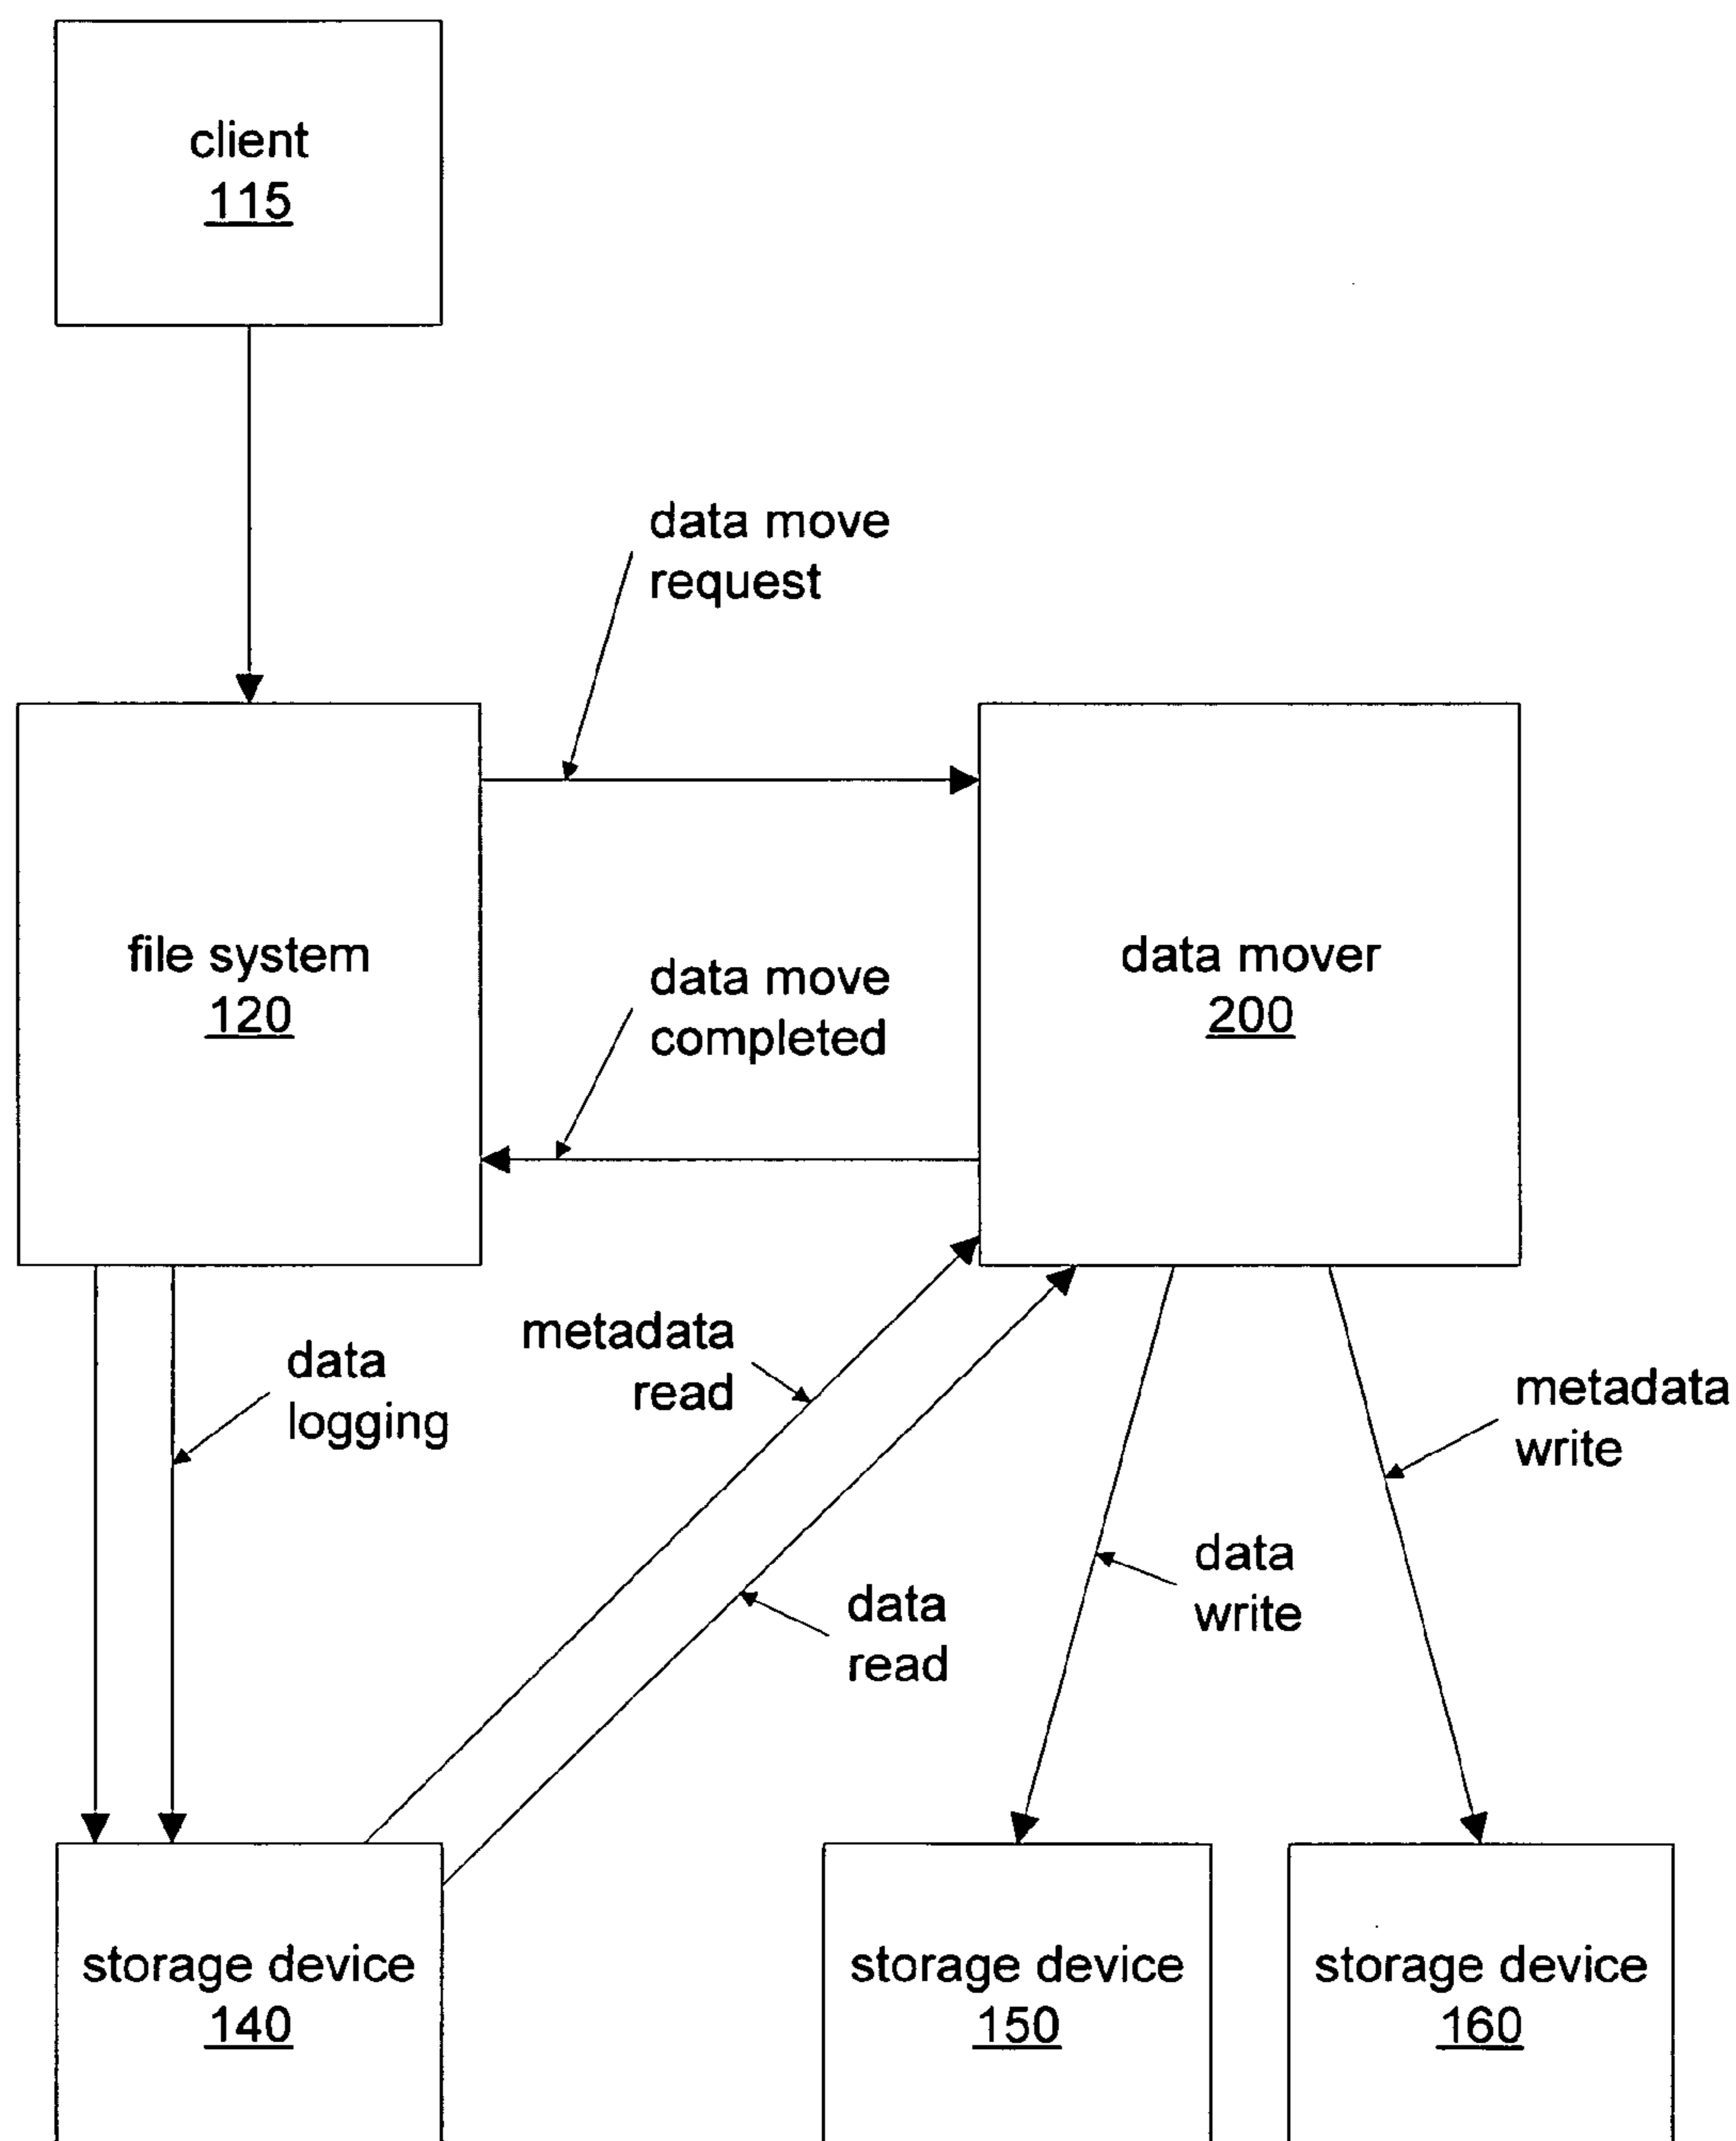 client
115
data move
request
file system
120
data move
completed
data mover
200
data
logging
metadata
read
data
read
data
write
metadata
write
storage device
140
storage device
150
storage device
160